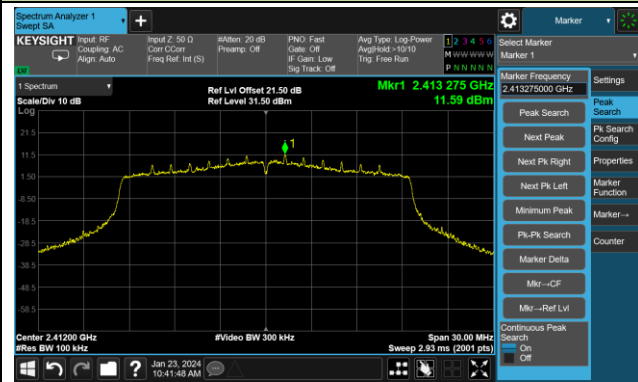 Spectrum Analyzer 1
Swept SA
+
Marker
KEYSIGHT
Input: RF
Coupling: AC
Align: Auto
Input Z: 50 Ω
Corr CCorr
Freq Ref: Int (S)
#Atten: 20 dB
Preamp: Off
PNO: Fast
Gate: Off
IF Gain: Low
Sig Track: Off
Avg Type: Log-Power
Avg|Hold:>10/10
Trig: Free Run
1 2 3 4 5 6
M W W W W W
P N N N N N
LXI
Select Marker
Marker 1
1 Spectrum
Scale/Div 10 dB
Log
Ref Lvl Offset 21.50 dB
Ref Level 31.50 dBm
Mkr1 2.413 275 GHz
11.59 dBm
21.5
11.5
1.50
-8.50
-18.5
-28.5
-38.5
-48.5
-58.5
1
Center 2.41200 GHz
#Res BW 100 kHz
#Video BW 300 kHz
Span 30.00 MHz
Sweep 2.93 ms (2001 pts)
Marker Frequency
2.413275000 GHz
Peak Search
Next Peak
Next Pk Right
Next Pk Left
Minimum Peak
Pk-Pk Search
Marker Delta
Mkr→CF
Mkr→Ref Lvl
Continuous Peak
Search
On
Off
Settings
Peak
Search
Pk Search
Config
Properties
Marker
Function
Marker→
Counter
?
Jan 23, 2024
10:41:48 AM